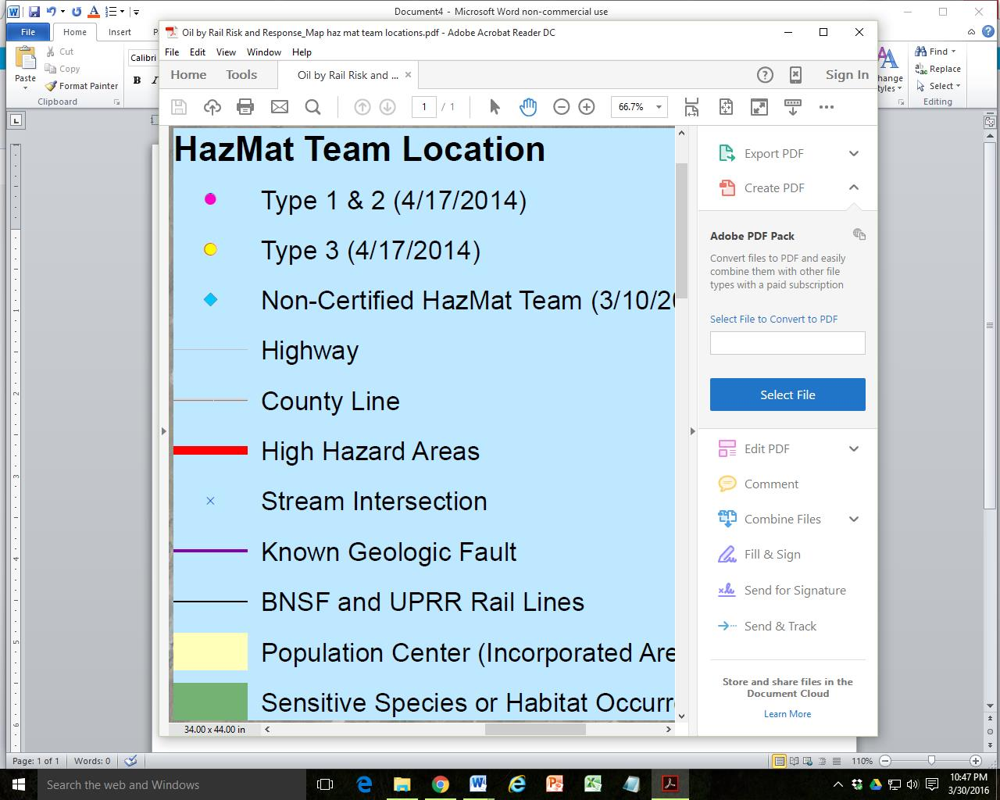 Document4 - Microsoft Word non-commercial use
File Home Insert P
Cut
Copy
Format Painter
Paste
Clipboard
Calibri
B I
Find
Replace
Select
Editing
hange
tyles
Oil by Rail Risk and Response_Map haz mat team locations.pdf - Adobe Acrobat Reader DC
File Edit View Window Help
Home Tools Oil by Rail Risk and ... × Sign In
1 / 1 66.7%
HazMat Team Location
Type 1 & 2 (4/17/2014)
Type 3 (4/17/2014)
Non-Certified HazMat Team (3/10/20
Highway
County Line
High Hazard Areas
Stream Intersection
Known Geologic Fault
BNSF and UPRR Rail Lines
Population Center (Incorporated Are
Sensitive Species or Habitat Occurr
34.00 x 44.00 in
Export PDF
Create PDF
Adobe PDF Pack
Convert files to PDF and easily
combine them with other file
types with a paid subscription
Select File to Convert to PDF
Select File
Edit PDF
Comment
Combine Files
Fill & Sign
Send for Signature
Send & Track
Store and share files in the
Document Cloud
Learn More
Page: 1 of 1 Words: 0 110%
Search the web and Windows
10:47 PM
3/30/2016